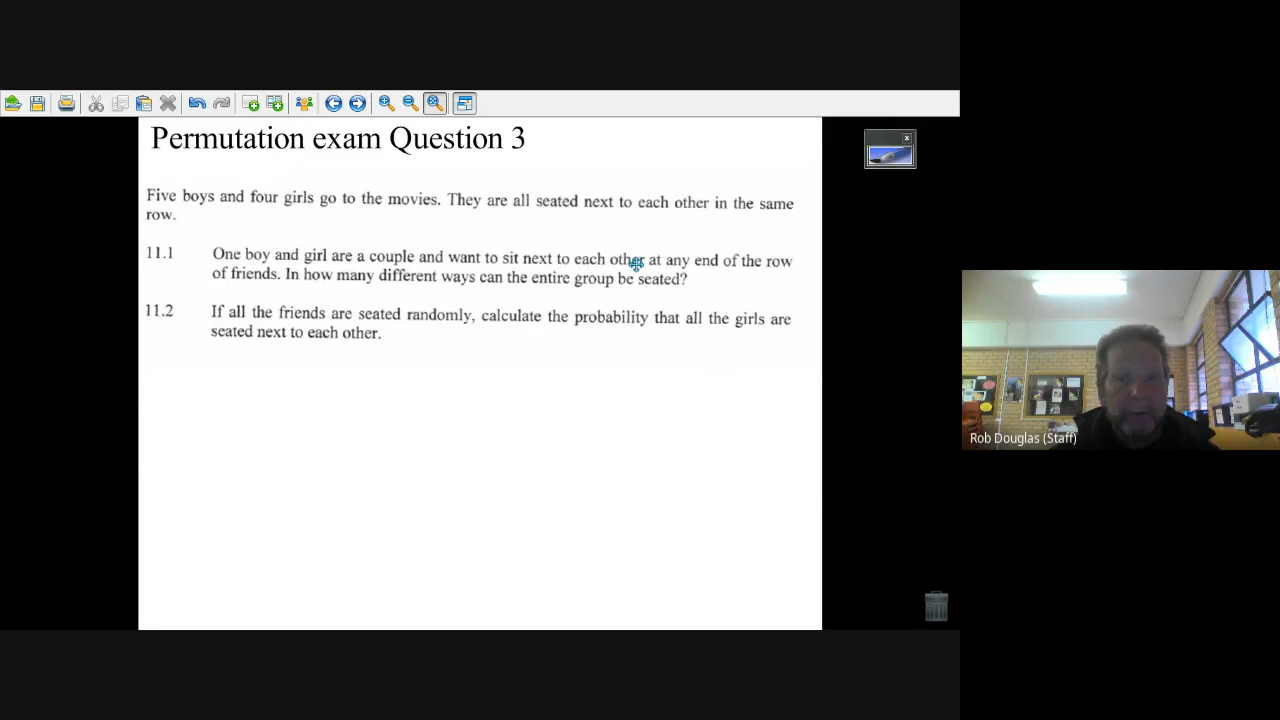 Permutation exam Question 3
Five boys and four girls go to the movies. They are all seated next to each other in the same
row.
11.1 One boy and girl are a couple and want to sit next to each other at any end of the row
of friends. In how many different ways can the entire group be seated?
11.2 If all the friends are seated randomly, calculate the probability that all the girls are
seated next to each other.
Rob Douglas (Staff)